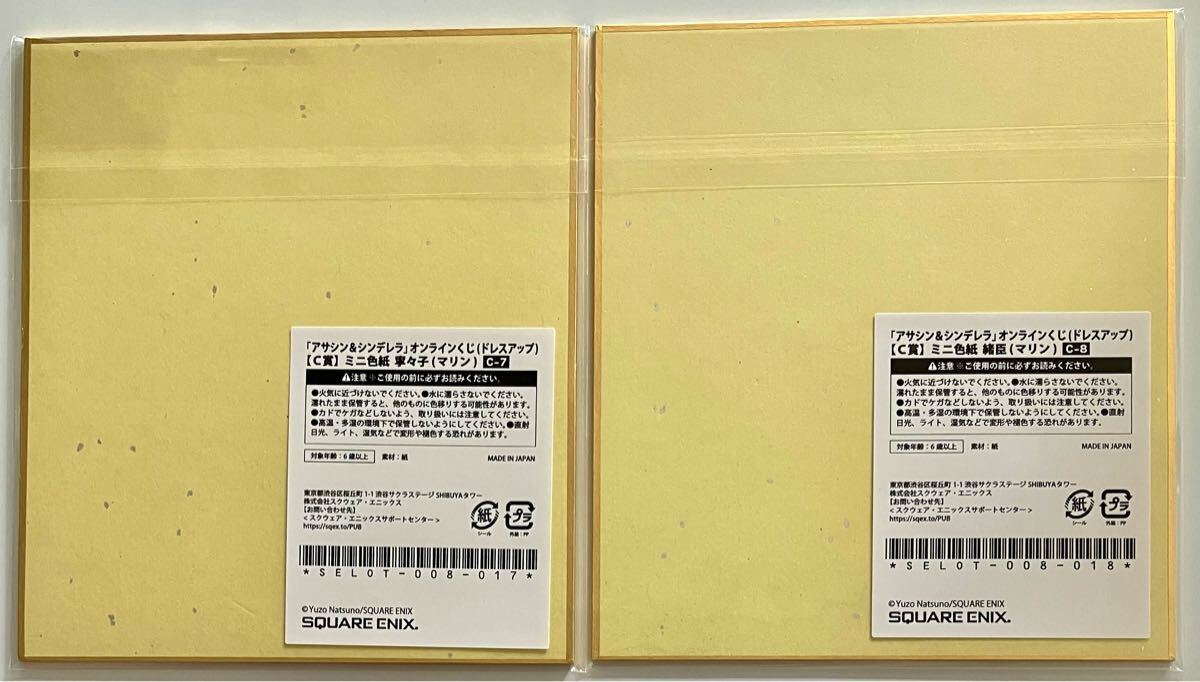 「アサシン&シンデレラ」オンラインくじ(ドレスアップ)
【C賞】ミニ色紙 寧々子(マリン) C-7
⚠注意 ※ご使用の前に必ずお読みください。
●火気に近づけないでください。●水に濡らさないでください。
濡れたまま保管すると、他のものに色移りする可能性があります。
●カドでケガなどしないよう、取り扱いには注意してください。
●高温・多湿の環境下で保管しないようにしてください。●直射
日光、ライト、湿気などで変形や褪色する恐れがあります。
対象年齢:6歳以上 素材:紙 MADE IN JAPAN
東京都渋谷区桜丘町 1-1 渋谷サクラステージ SHIBUYAタワー
株式会社スクウェア・エニックス
【お問い合わせ先】
<スクウェア・エニックスサポートセンター>
https://sqex.to/PUB
紙 プラ
シール 外装:PP
*SEL0T-008-017*
©Yuzo Natsuno/SQUARE ENIX
SQUARE ENIX.
「アサシン&シンデレラ」オンラインくじ(ドレスアップ)
【C賞】ミニ色紙 緒臣(マリン) C-8
⚠注意 ※ご使用の前に必ずお読みください。
●火気に近づけないでください。●水に濡らさないでください。
濡れたまま保管すると、他のものに色移りする可能性があります。
●カドでケガなどしないよう、取り扱いには注意してください。
●高温・多湿の環境下で保管しないようにしてください。●直射
日光、ライト、湿気などで変形や褪色する恐れがあります。
対象年齢:6歳以上 素材:紙 MADE IN JAPAN
東京都渋谷区桜丘町 1-1 渋谷サクラステージ SHIBUYAタワー
株式会社スクウェア・エニックス
【お問い合わせ先】
<スクウェア・エニックスサポートセンター>
https://sqex.to/PUB
紙 プラ
シール 外装:PP
*SEL0T-008-018*
©Yuzo Natsuno/SQUARE ENIX
SQUARE ENIX.